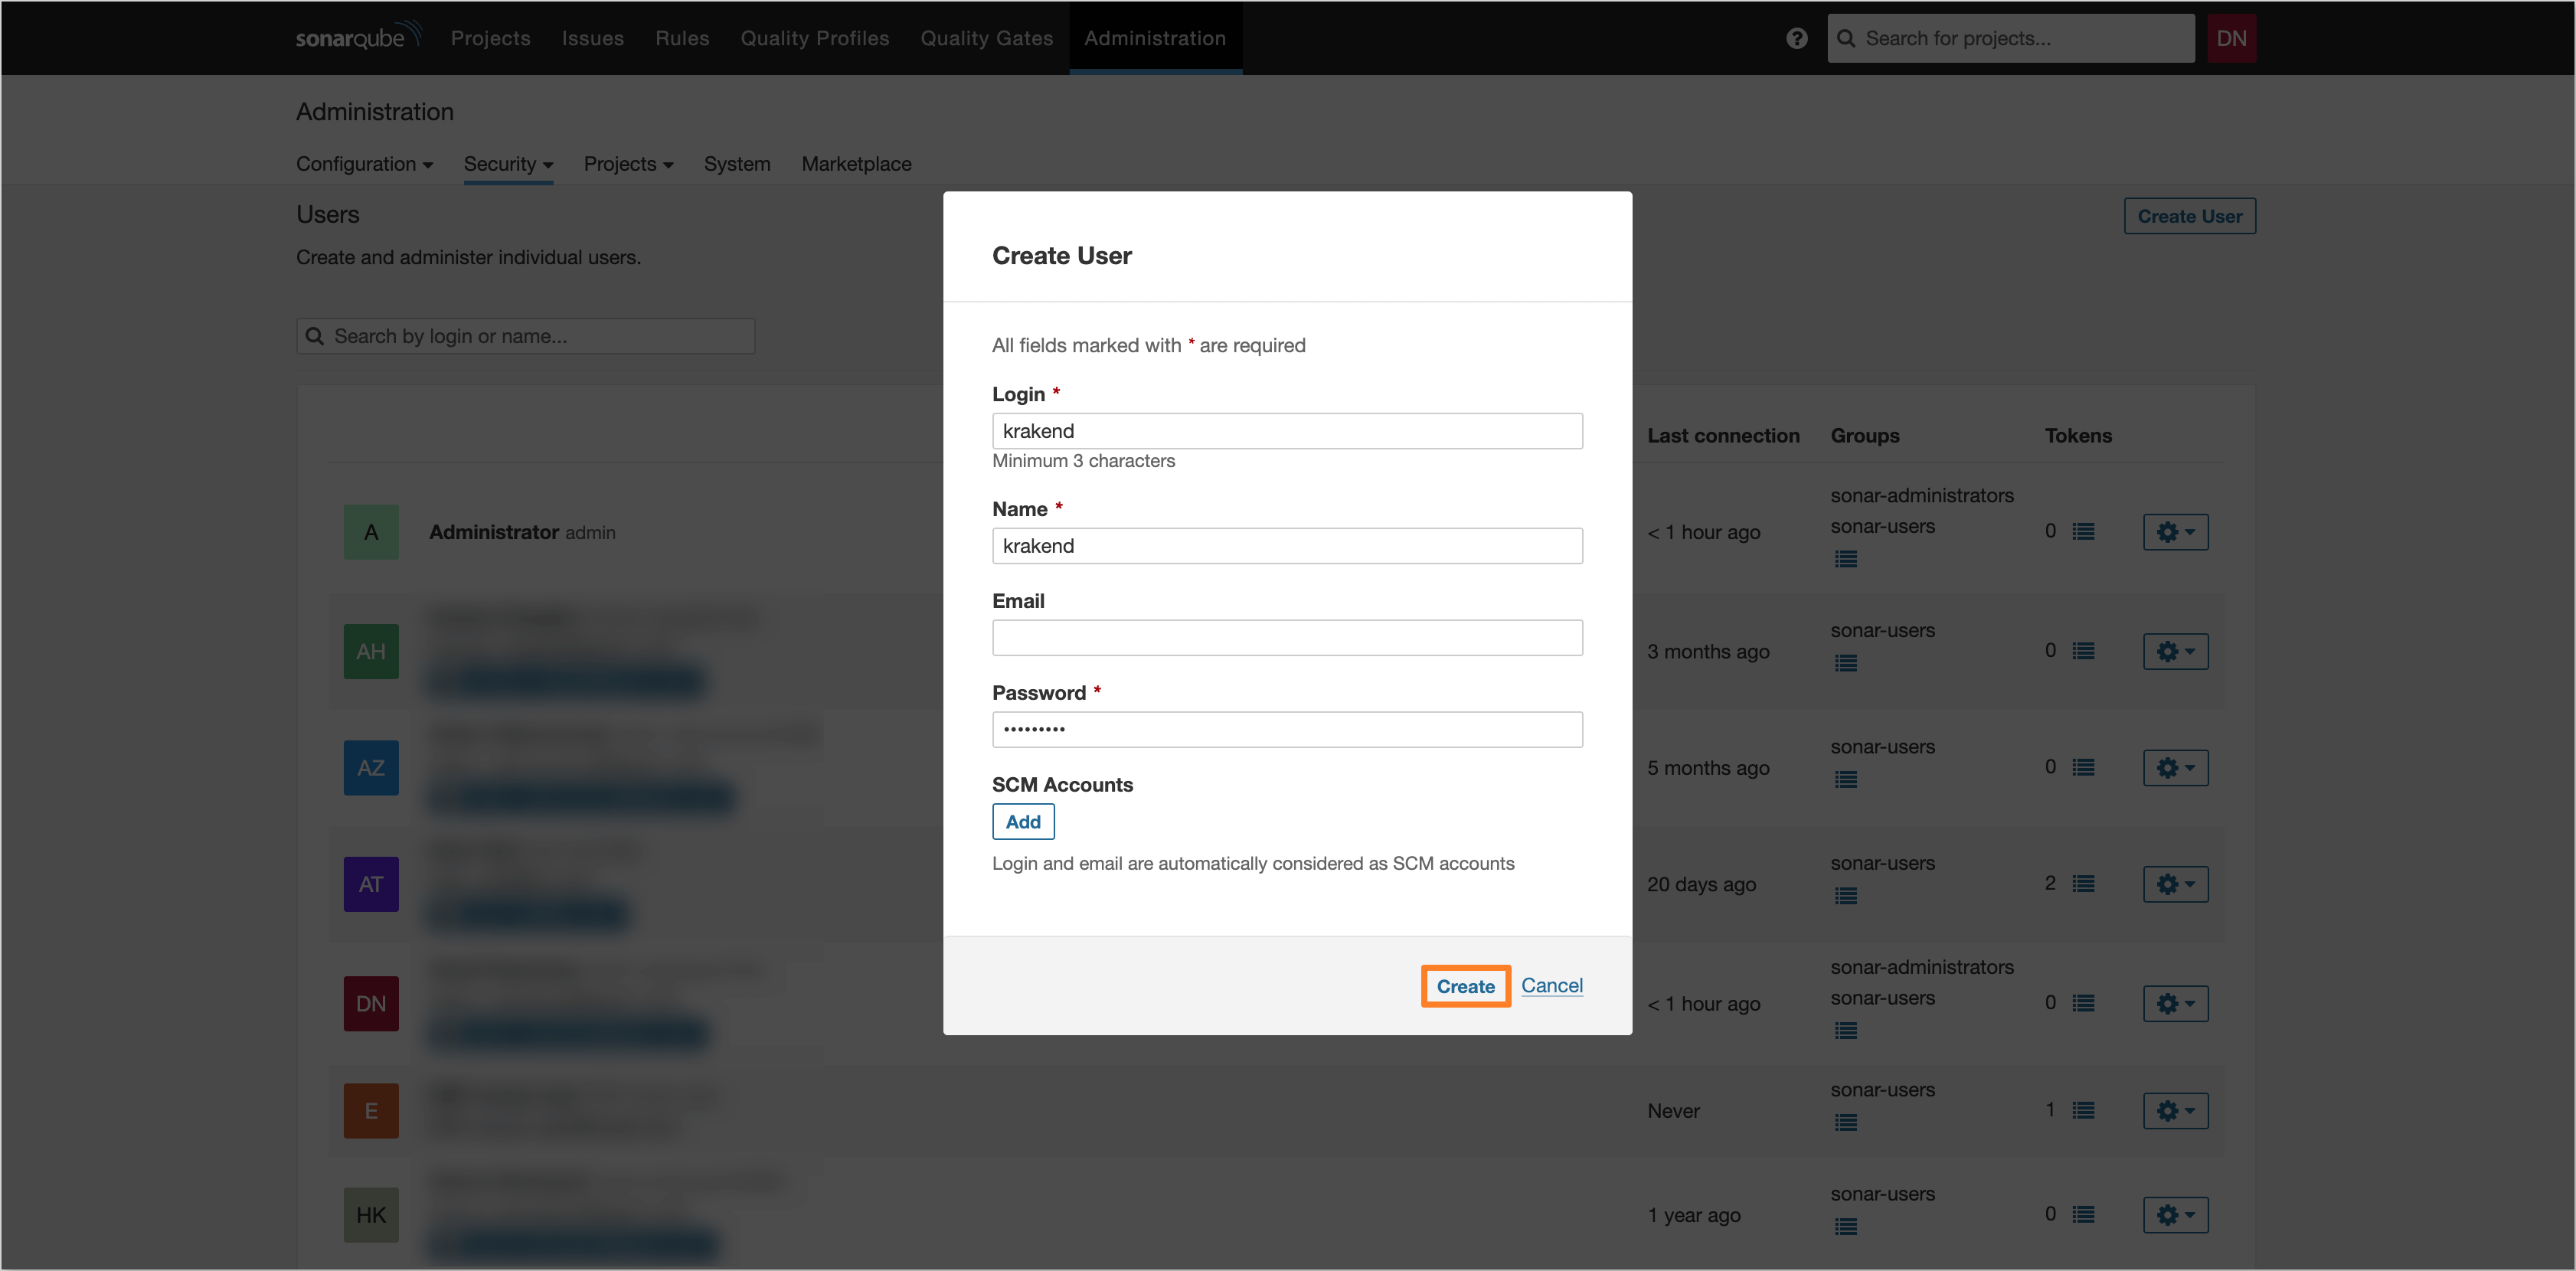 sonarqube Projects Issues Rules Quality Profiles Quality Gates Administration ? Search for projects... DN
Administration
Configuration Security Projects System Marketplace
Users
Create User
Create and administer individual users.
Search by login or name...
Last connection Groups Tokens
A Administrator admin < 1 hour ago sonar-administrators sonar-users 0
AH 3 months ago sonar-users 0
AZ 5 months ago sonar-users 0
AT 20 days ago sonar-users 2
DN < 1 hour ago sonar-administrators sonar-users 0
E Never sonar-users 1
HK 1 year ago sonar-users 0
Create User
All fields marked with * are required
Login *
krakend
Minimum 3 characters
Name *
krakend
Email
Password *
•••••••••
SCM Accounts
Add
Login and email are automatically considered as SCM accounts
Create Cancel